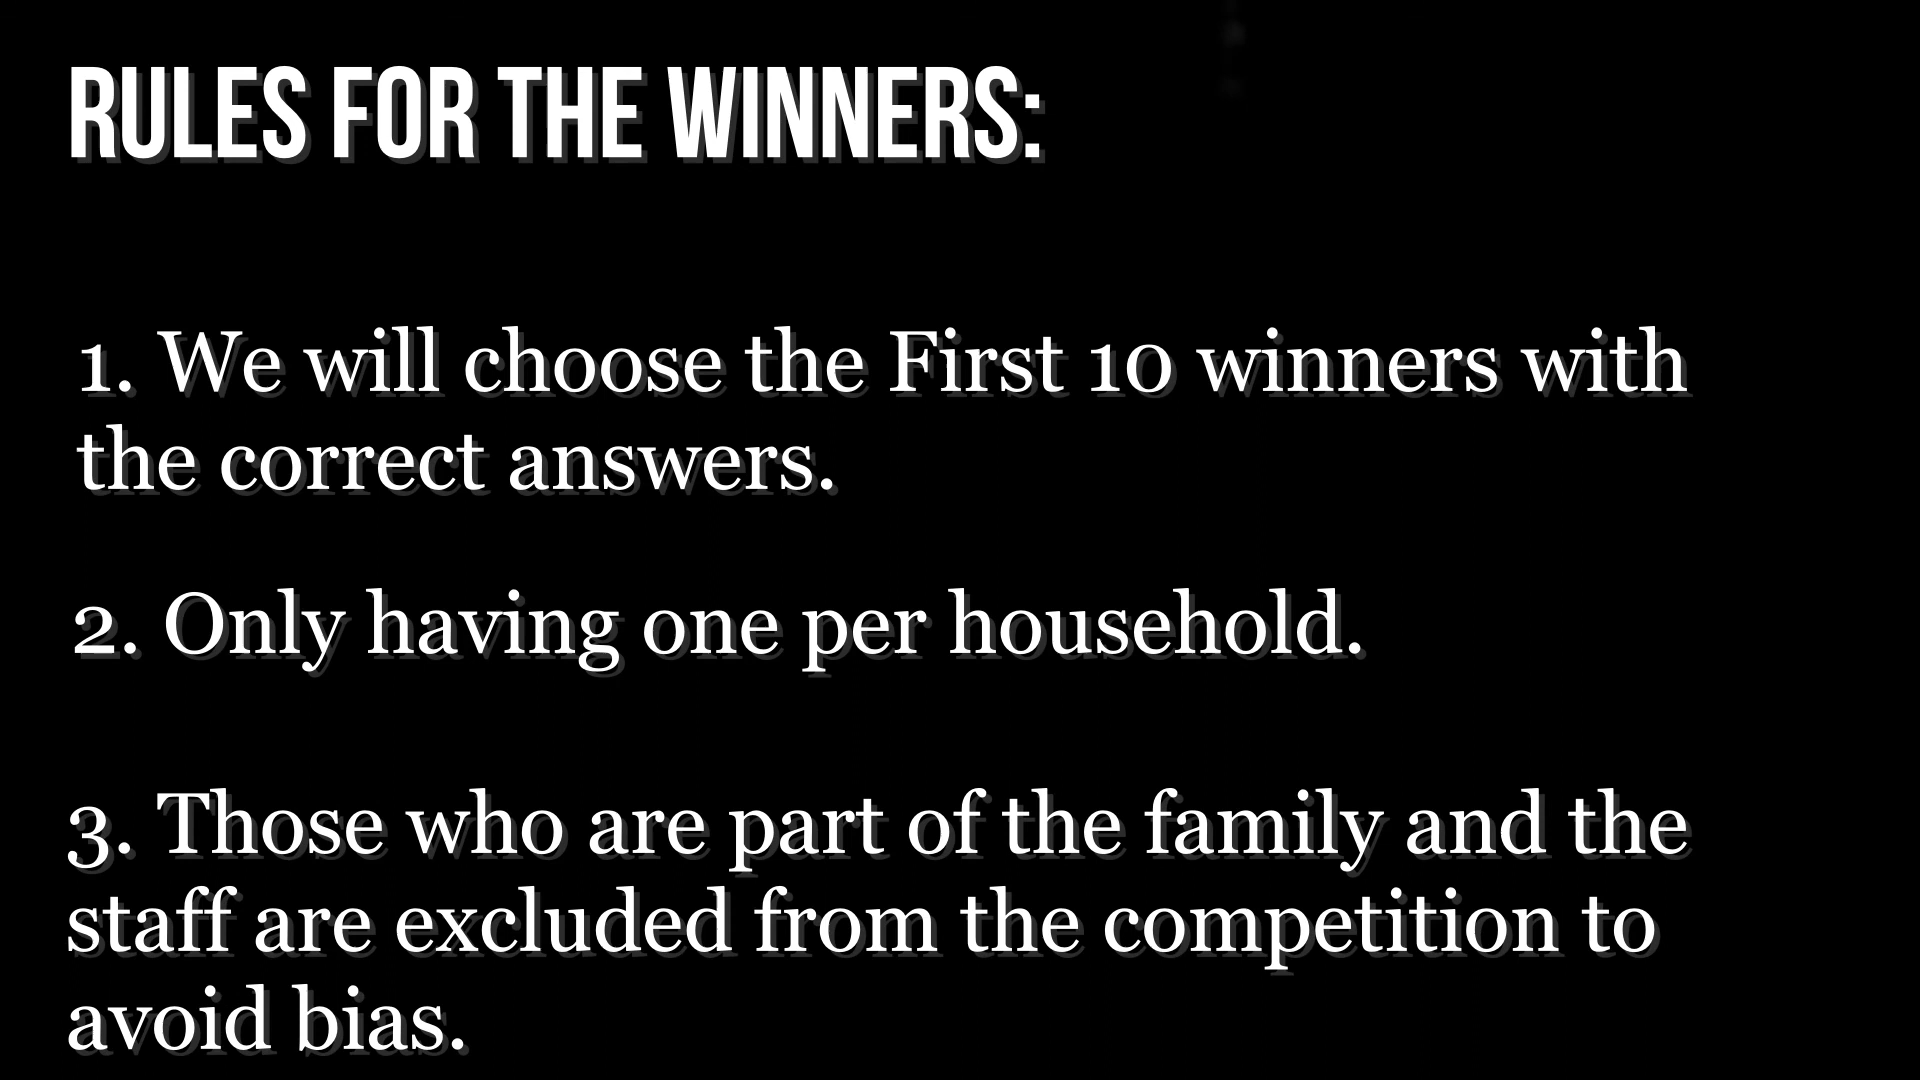 RULES FOR THE WINNERS:
1. We will choose the First 10 winners with
the correct answers.
2. Only having one per household.
3. Those who are part of the family and the
staff are excluded from the competition to
avoid bias.